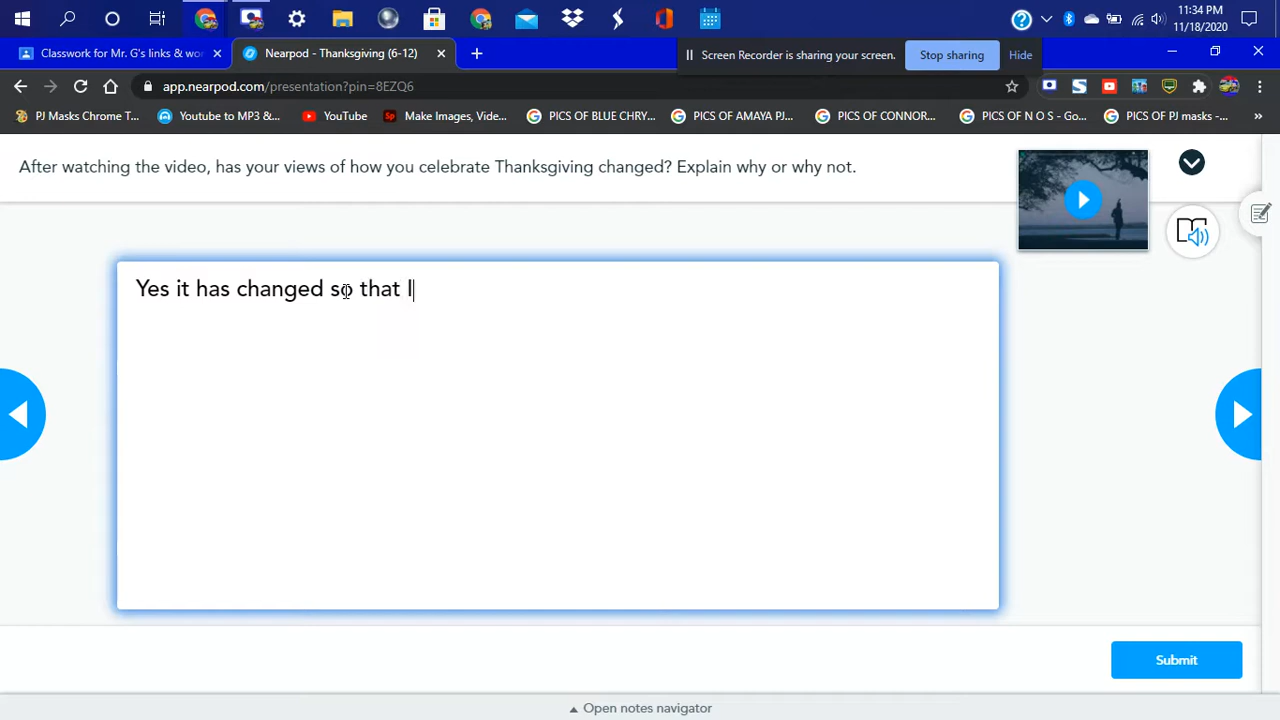 11:34 PM
11/18/2020
Classwork for Mr. G's links & wor
Nearpod - Thanksgiving (6-12)
Screen Recorder is sharing your screen.
Stop sharing
Hide
app.nearpod.com/presentation?pin=8EZQ6
PJ Masks Chrome T...
Youtube to MP3 &...
YouTube
Sp
Make Images, Vide...
PICS OF BLUE CHRY...
PICS OF AMAYA PJ...
PICS OF CONNOR...
PICS OF N O S - Go...
PICS OF PJ masks -...
After watching the video, has your views of how you celebrate Thanksgiving changed? Explain why or why not.
Yes it has changed so that I
Submit
Open notes navigator